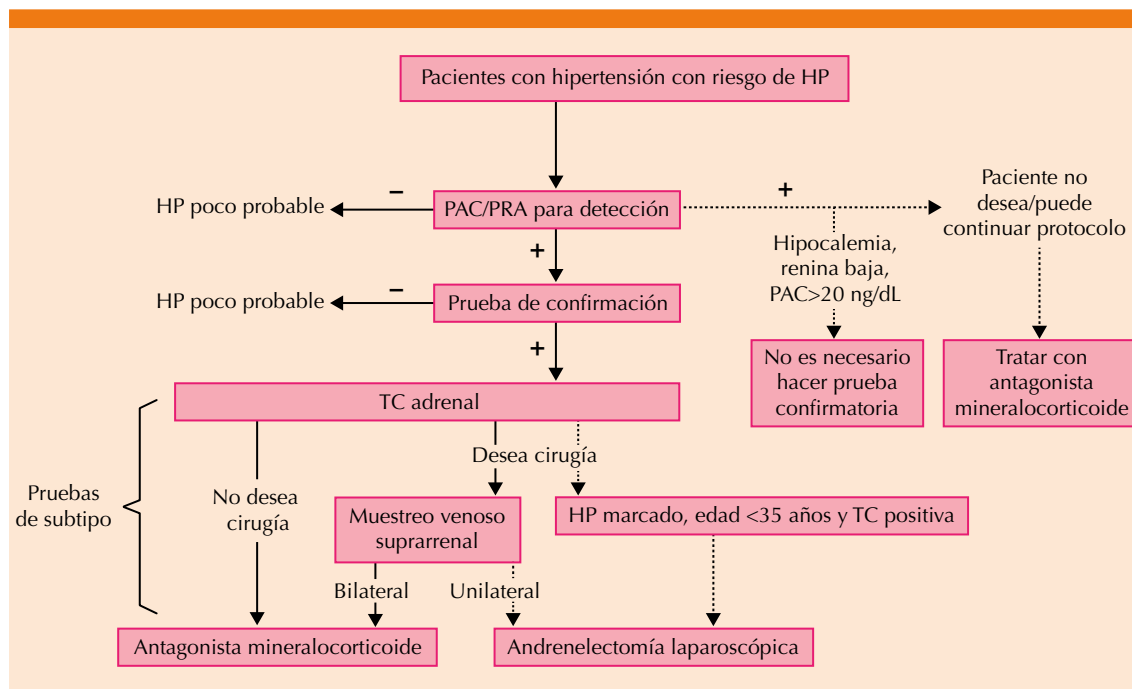 Pacientes con hipertensión con riesgo de HP
HP poco probable
−
PAC/PRA para detección
+
Paciente no
desea/puede
continuar protocolo
Hipocalemia,
renina baja,
PAC>20 ng/dL
+
HP poco probable
−
Prueba de confirmación
+
No es necesario
hacer prueba
confirmatoria
Tratar con
antagonista
mineralocorticoide
TC adrenal
Desea cirugía
Pruebas
de subtipo
No desea
cirugía
Muestreo venoso
suprarrenal
HP marcado, edad <35 años y TC positiva
Bilateral
Unilateral
Antagonista mineralocorticoide
Andrenelectomía laparoscópica